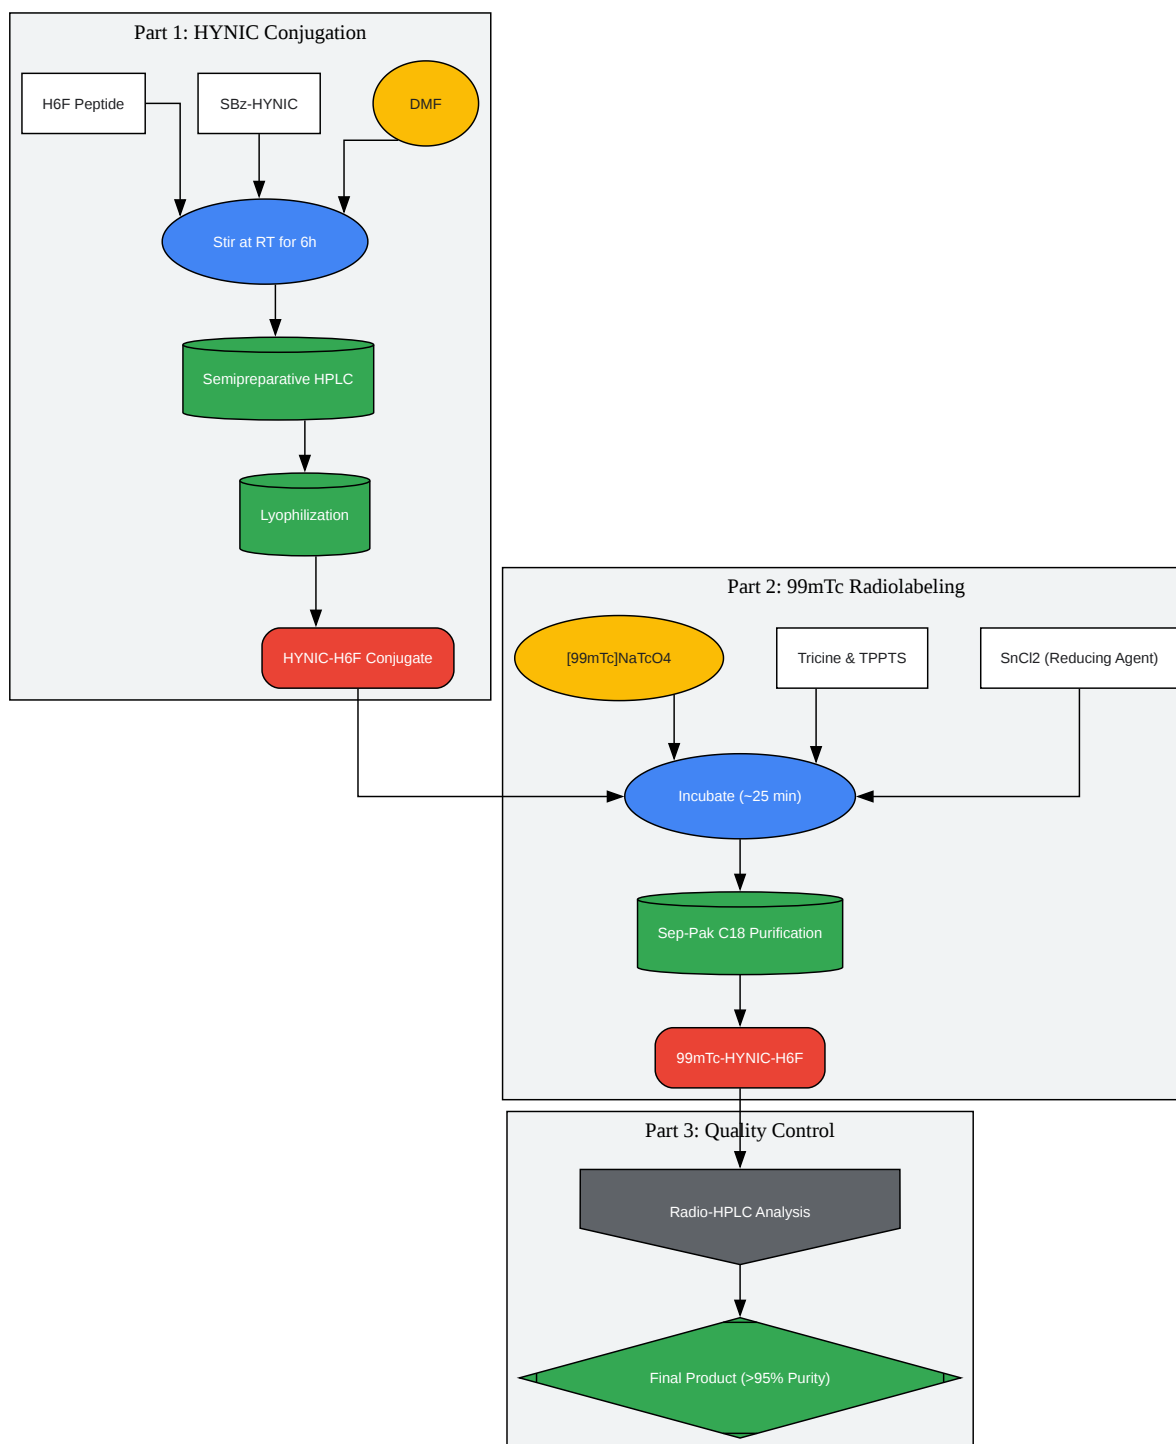 Part 1: HYNIC Conjugation
H6F Peptide
SBz-HYNIC
DMF
Stir at RT for 6h
Semipreparative HPLC
Lyophilization
HYNIC-H6F Conjugate
Part 2: 99mTc Radiolabeling
[99mTc]NaTcO4
Tricine & TPPTS
SnCl2 (Reducing Agent)
Incubate (~25 min)
Sep-Pak C18 Purification
99mTc-HYNIC-H6F
Part 3: Quality Control
Radio-HPLC Analysis
Final Product (>95% Purity)